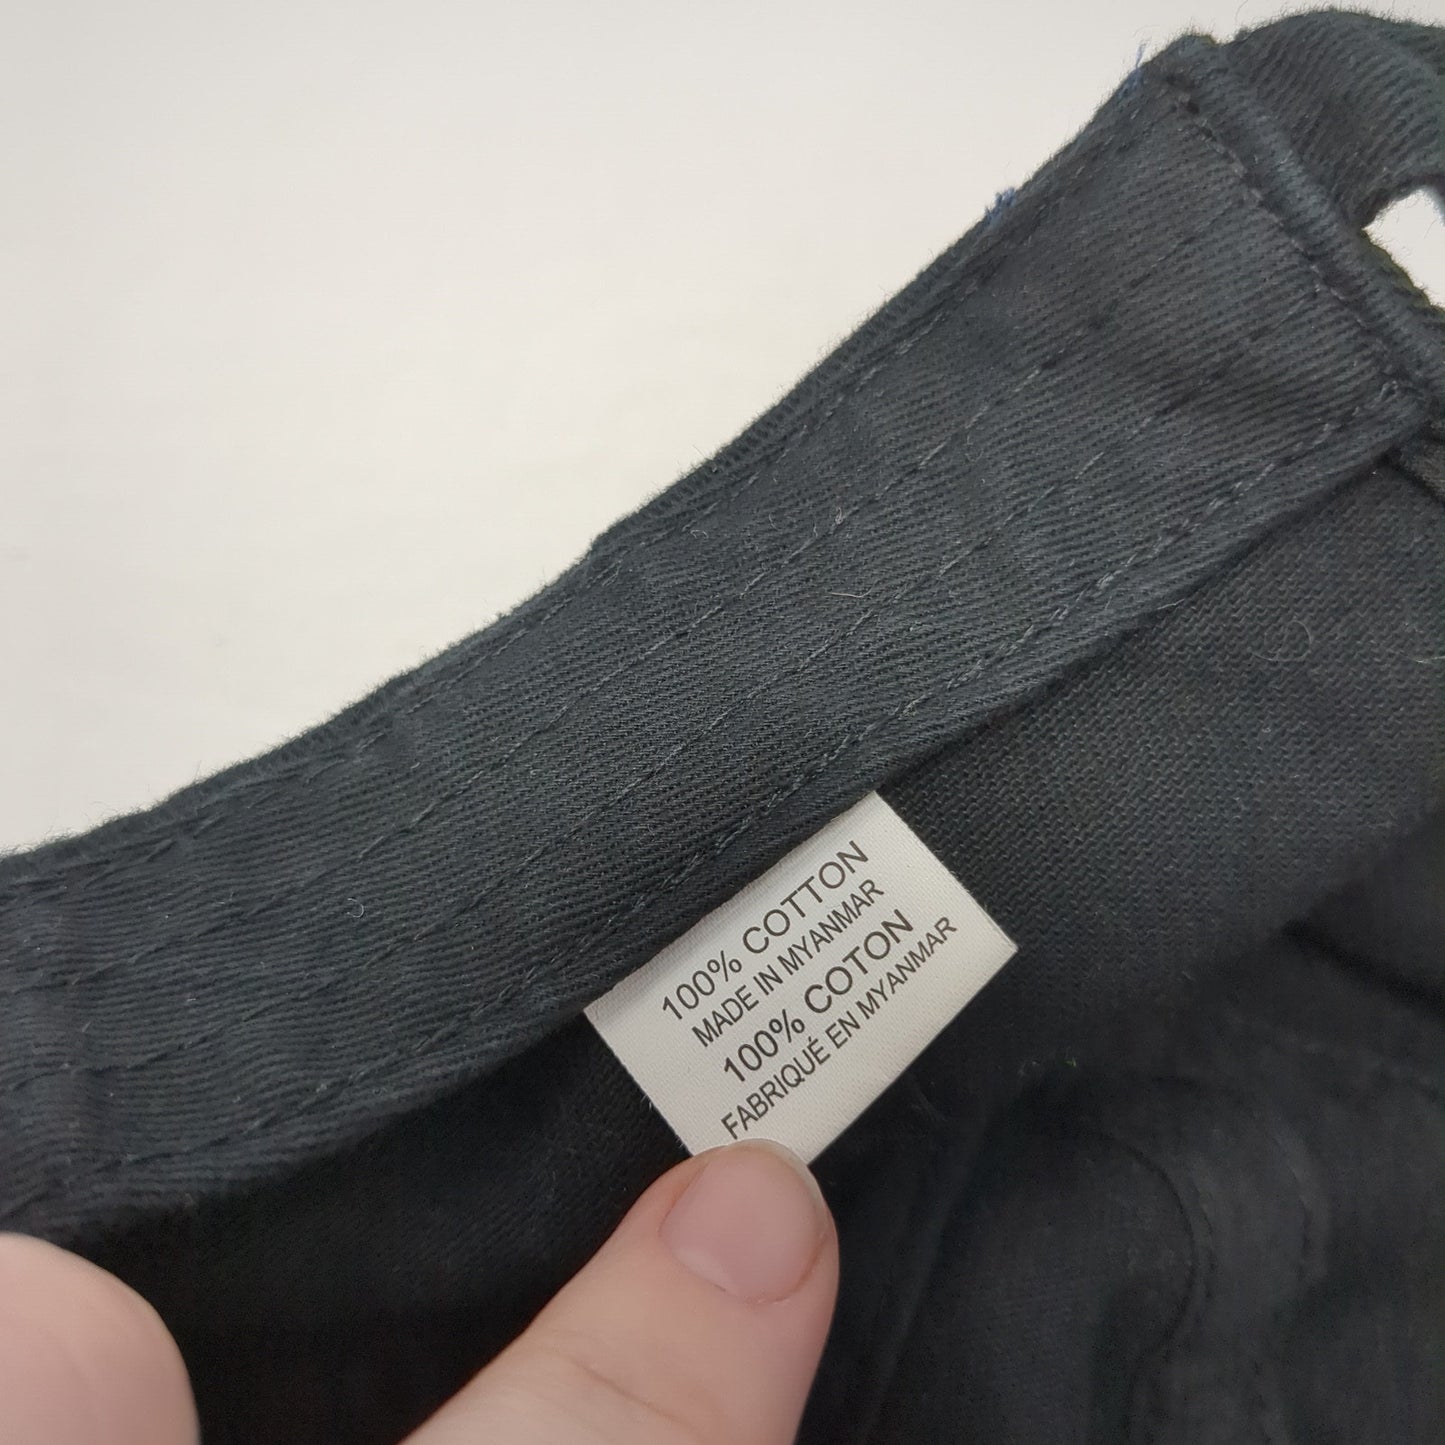 100% COTTON
MADE IN MYANMAR
100% COTON
FABRIQUÉ EN MYANMAR